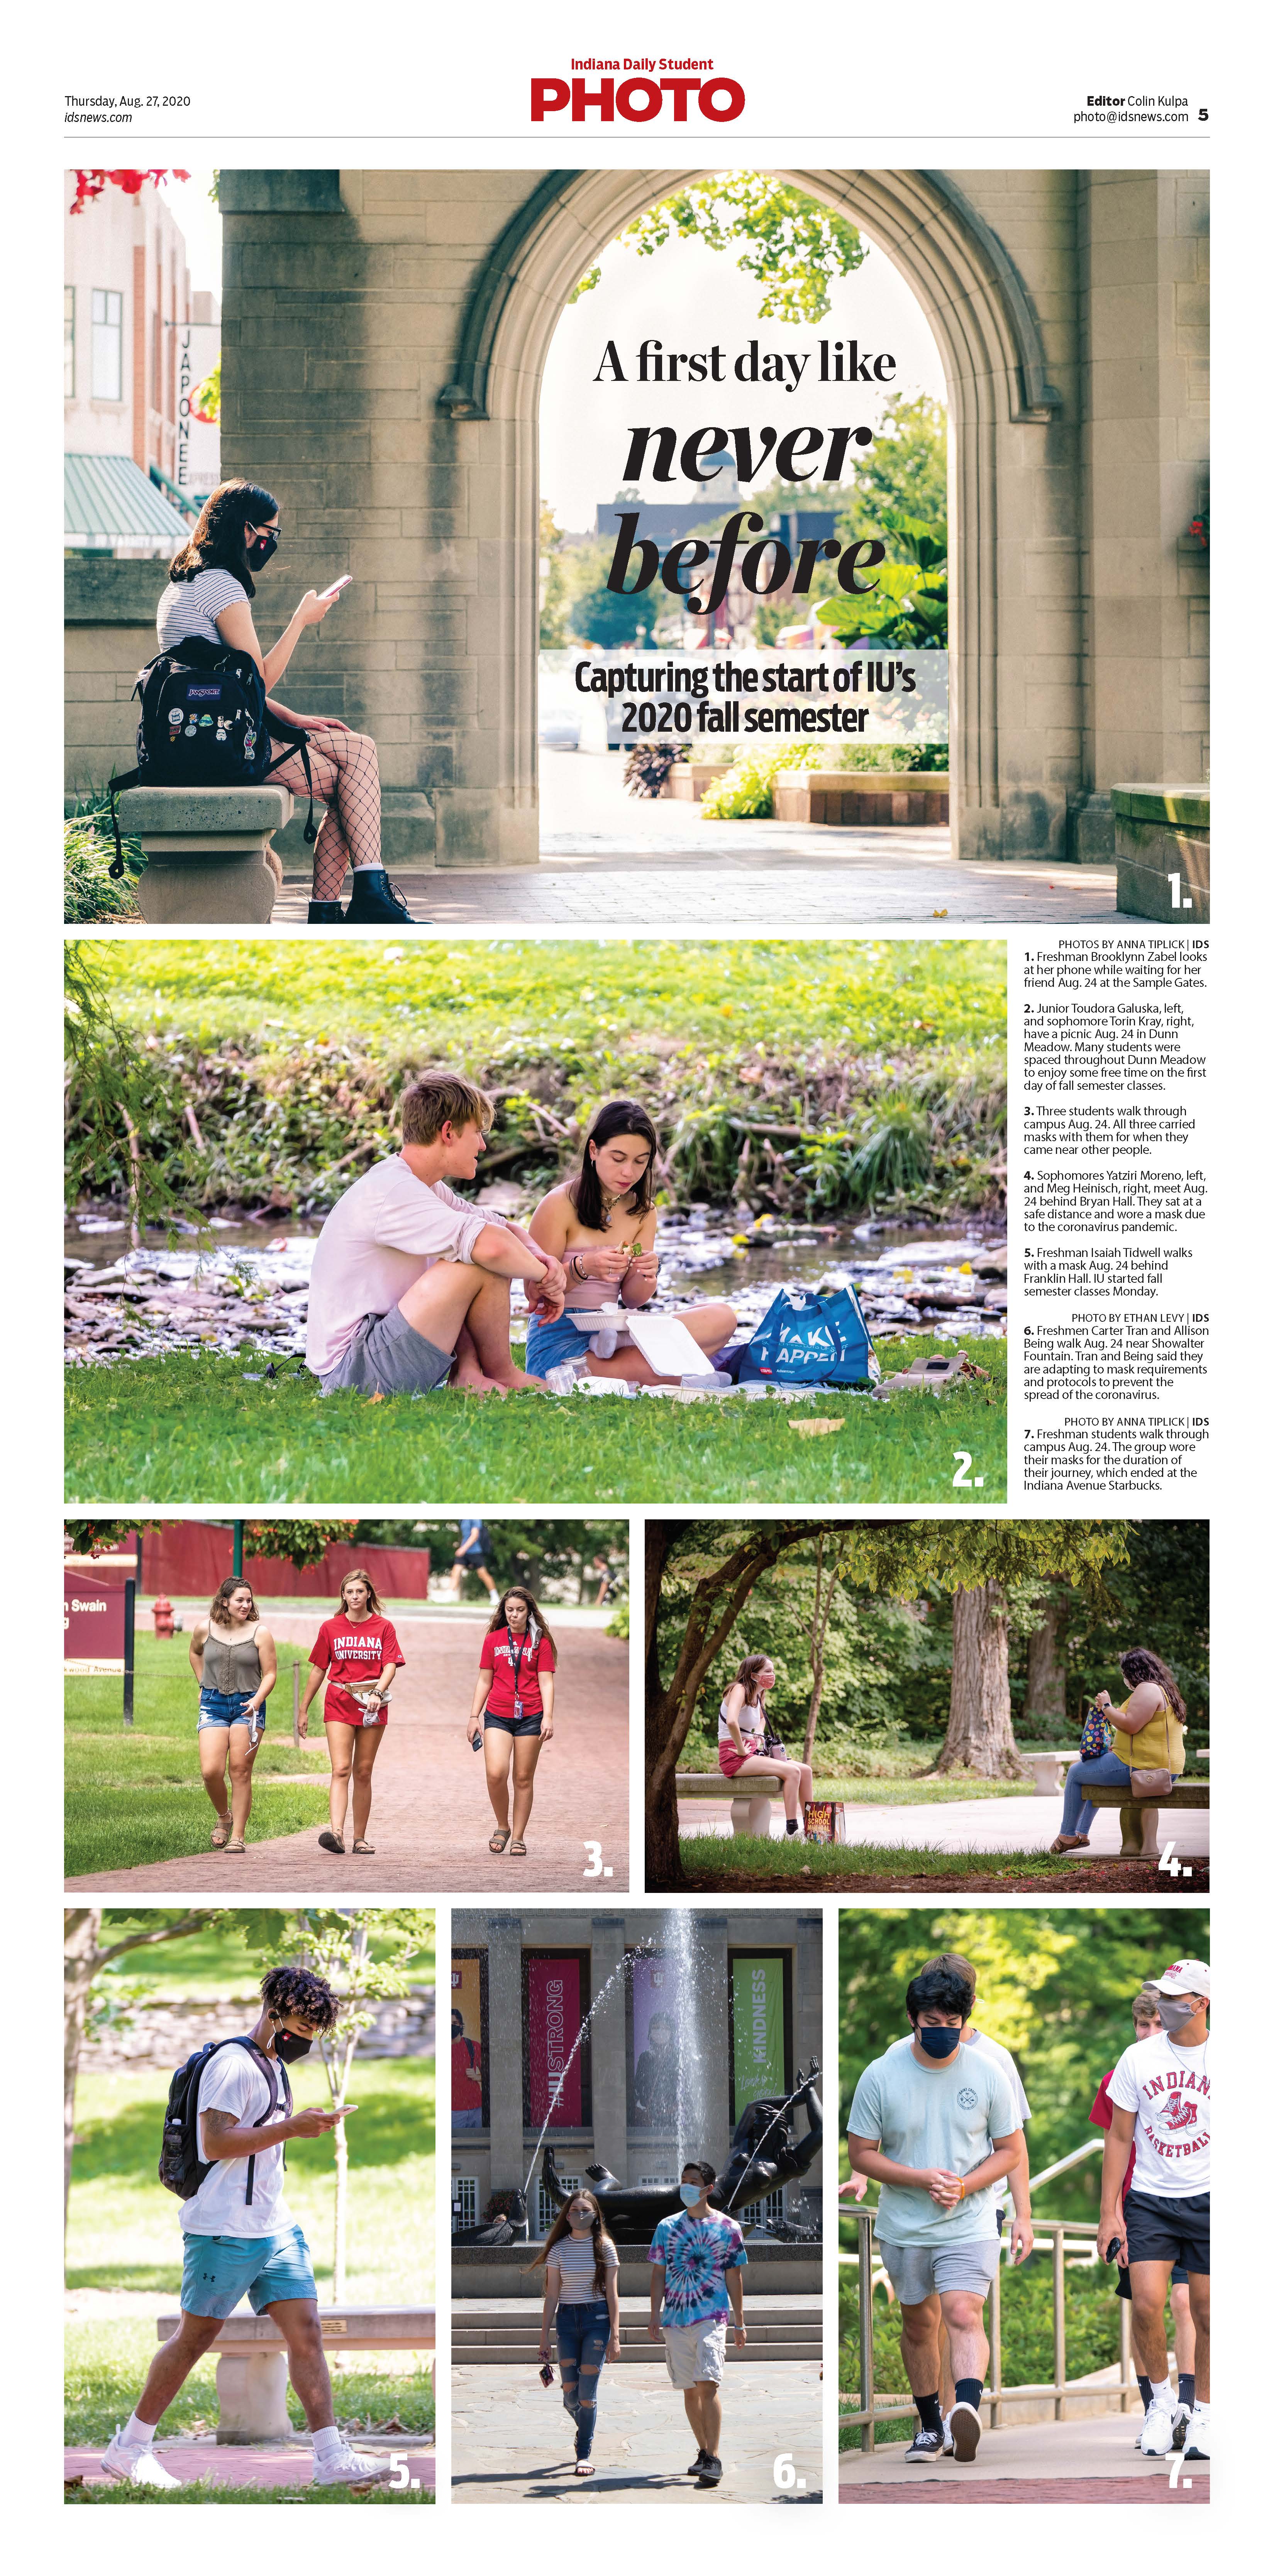 Indiana Daily Student
PHOTO
Thursday, Aug. 27, 2020
idsnews.com
Editor Colin Kulpa
photo@idsnews.com 5
JAPONEE
A first day like
never
before
Capturing the start of IU's
2020 fall semester
JANSPORT
1.
PHOTOS BY ANNA TIPLICK | IDS
1. Freshman Brooklynn Zabel looks
at her phone while waiting for her
friend Aug. 24 at the Sample Gates.
2. Junior Toudora Galuska, left,
and sophomore Torin Kray, right,
have a picnic Aug. 24 in Dunn
Meadow. Many students were
spaced throughout Dunn Meadow
to enjoy some free time on the first
day of fall semester classes.
3. Three students walk through
campus Aug. 24. All three carried
masks with them for when they
came near other people.
4. Sophomores Yatziri Moreno, left,
and Meg Heinisch, right, meet Aug.
24 behind Bryan Hall. They sat at a
safe distance and wore a mask due
to the coronavirus pandemic.
5. Freshman Isaiah Tidwell walks
with a mask Aug. 24 behind
Franklin Hall. IU started fall
semester classes Monday.
PHOTO BY ETHAN LEVY | IDS
6. Freshmen Carter Tran and Allison
Being walk Aug. 24 near Showalter
Fountain. Tran and Being said they
are adapting to mask requirements
and protocols to prevent the
spread of the coronavirus.
PHOTO BY ANNA TIPLICK | IDS
7. Freshman students walk through
campus Aug. 24. The group wore
their masks for the duration of
their journey, which ended at the
Indiana Avenue Starbucks.
MAKE
HAPPEN
2.
n Swain
g
kwood Avenue
INDIANA
UNIVERSITY
3.
HIGH
SCHOOL
4.
5.
#IUSTRONG
KINDNESS
6.
INDIAN
BASKETBALL
7.